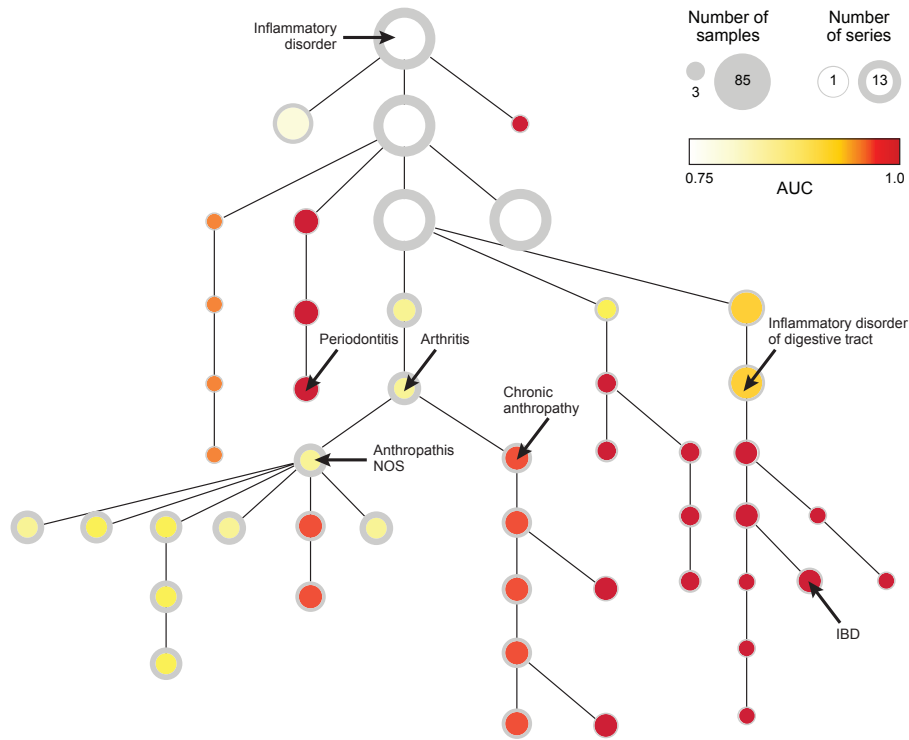 Inflammatory
disorder
Number of
samples
Number
of series
85
3
1
13
0.75
1.0
AUC
Periodontitis
Arthritis
Inflammatory disorder
of digestive tract
Chronic
anthropathy
Anthropathis
NOS
IBD